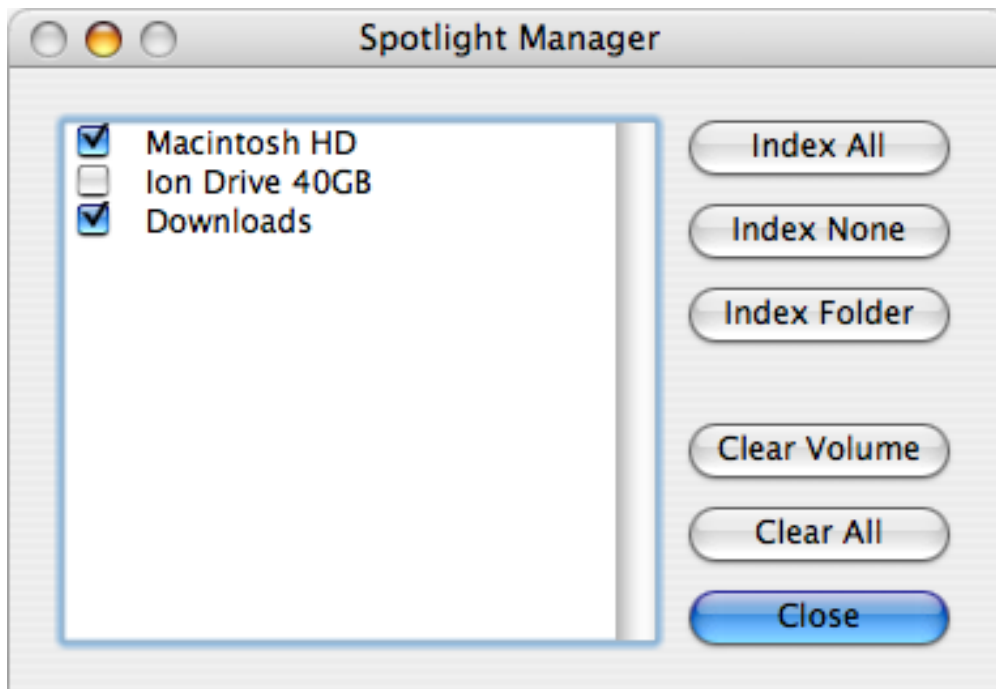 Spotlight Manager
Macintosh HD
Ion Drive 40GB
Downloads
Index All
Index None
Index Folder
Clear Volume
Clear All
Close